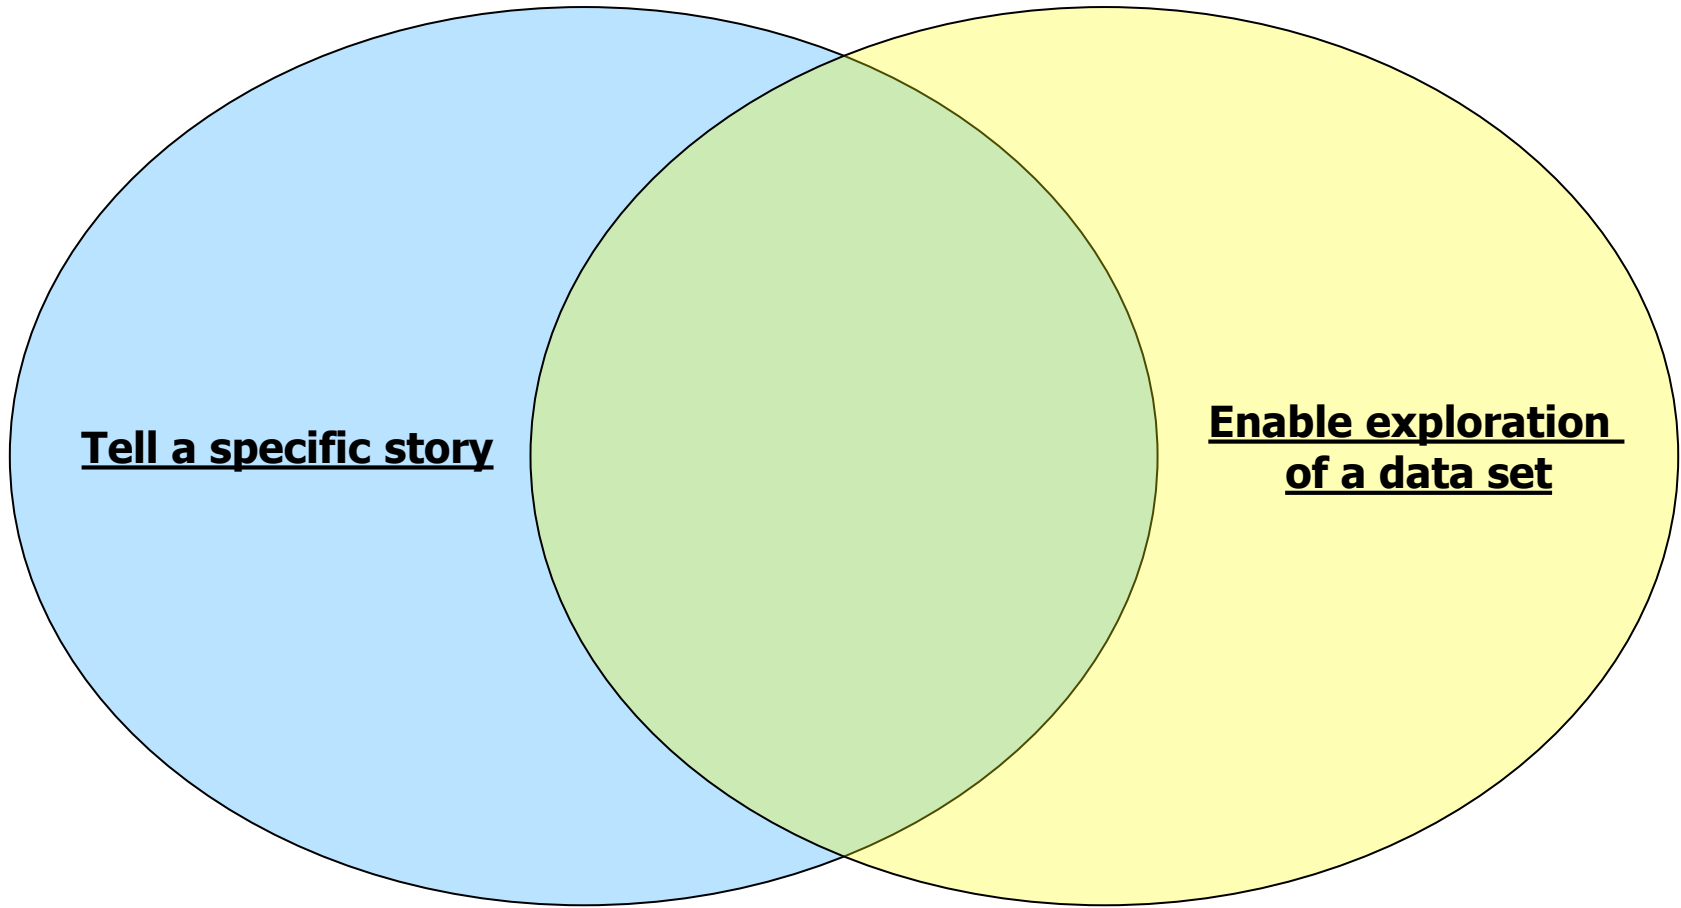 Tell a specific story
Enable exploration
of a data set